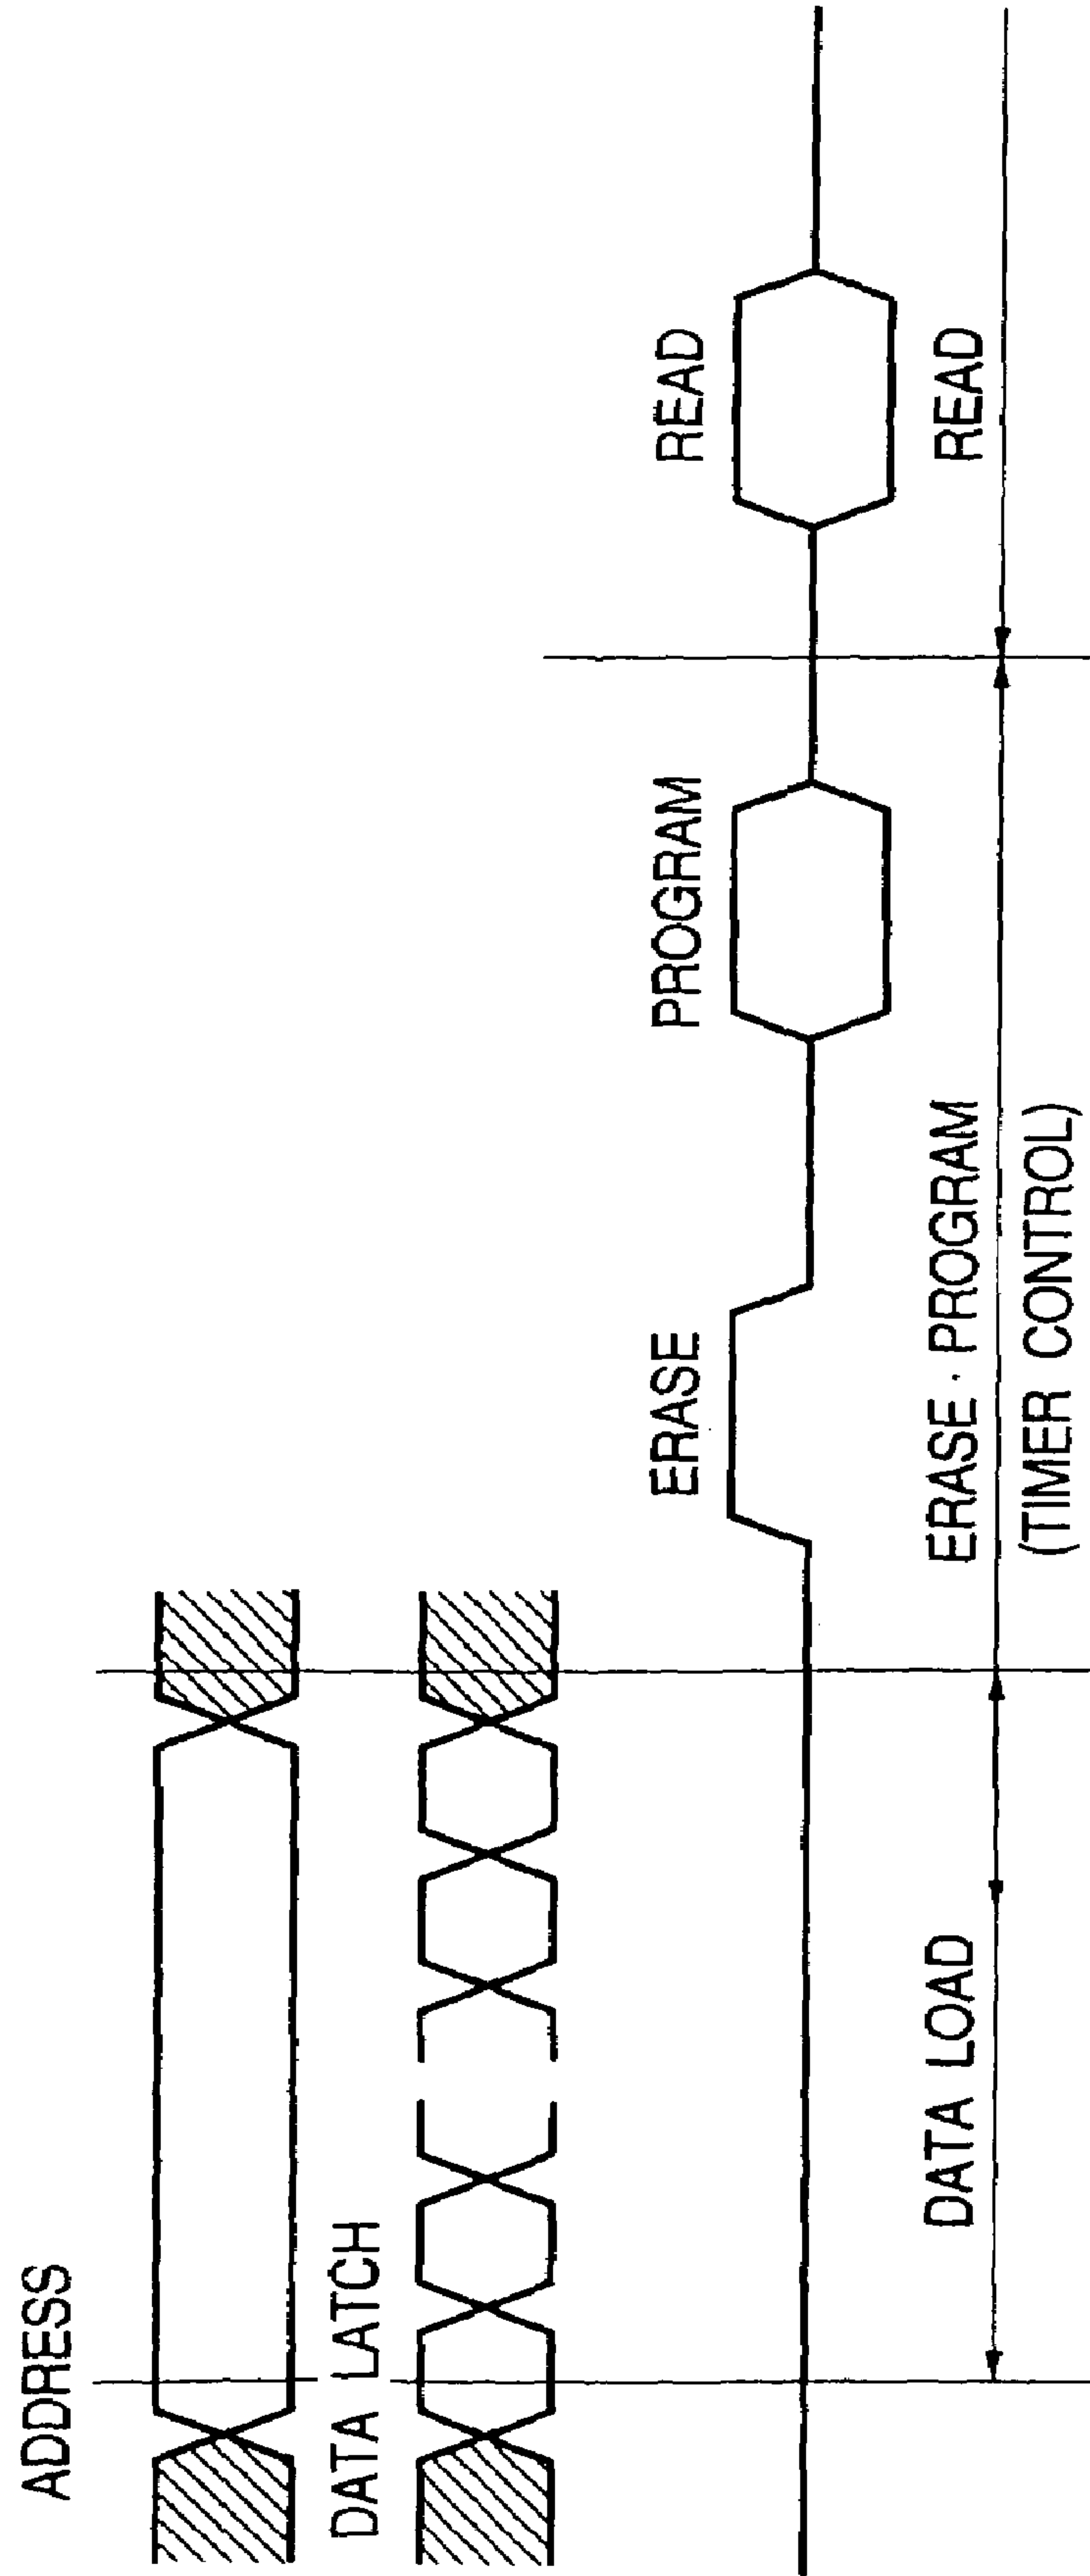 ADDRESS
DATA LATCH
ERASE
PROGRAM
READ
DATA LOAD
ERASE · PROGRAM
(TIMER CONTROL)
READ